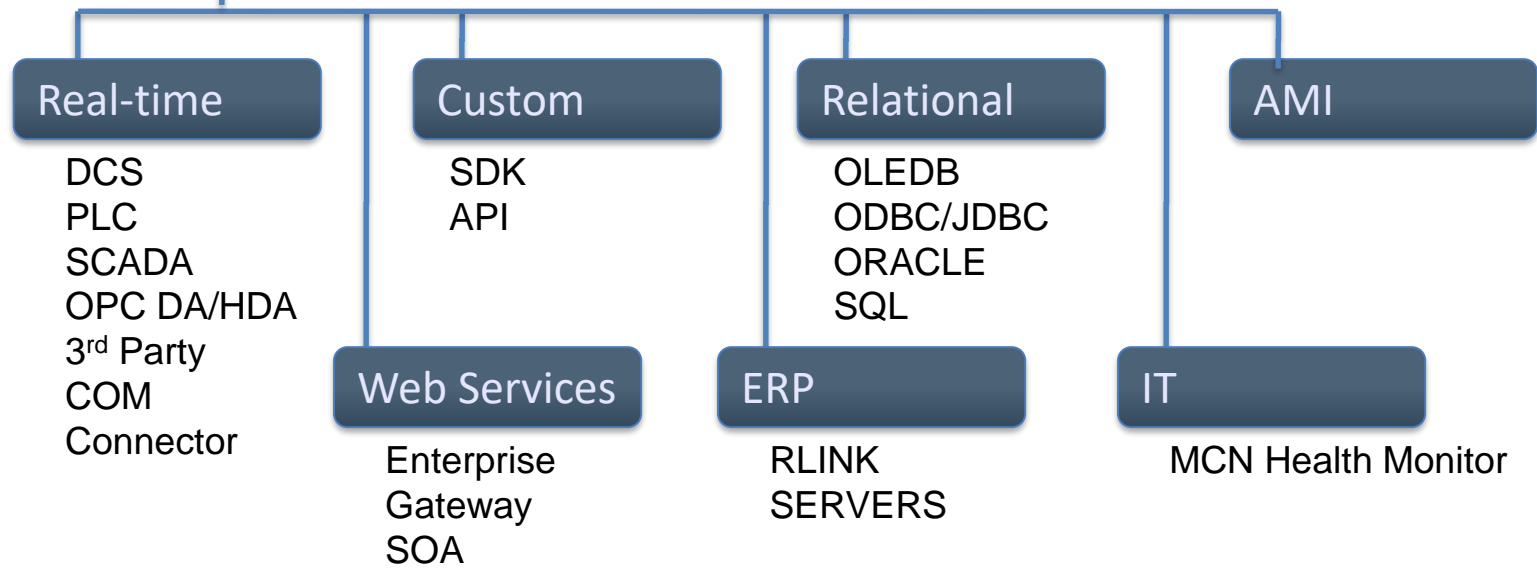 Real-time
DCS
PLC
SCADA
OPC DA/HDA
3rd Party
COM
Connector
Custom
SDK
API
Relational
OLEDB
ODBC/JDBC
ORACLE
SQL
AMI
Web Services
Enterprise
Gateway
SOA
ERP
RLINK
SERVERS
IT
MCN Health Monitor